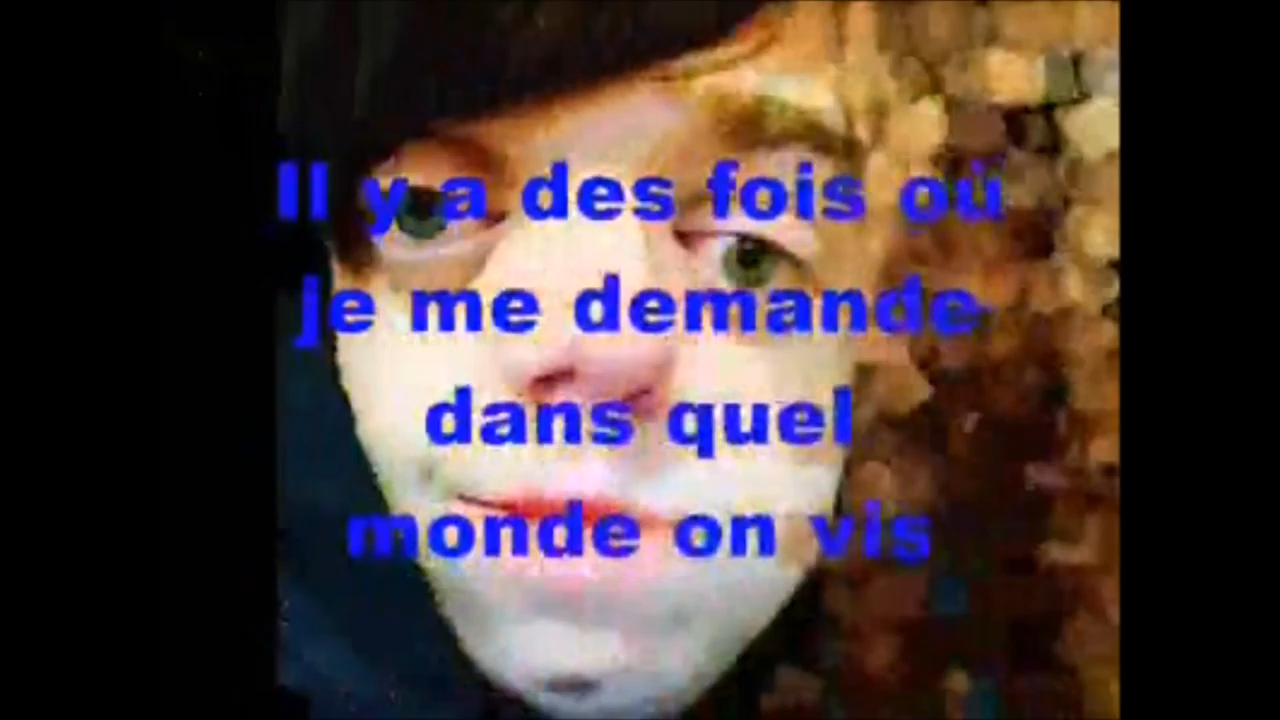 Il y a des fois où
je me demande
dans quel
monde on vis